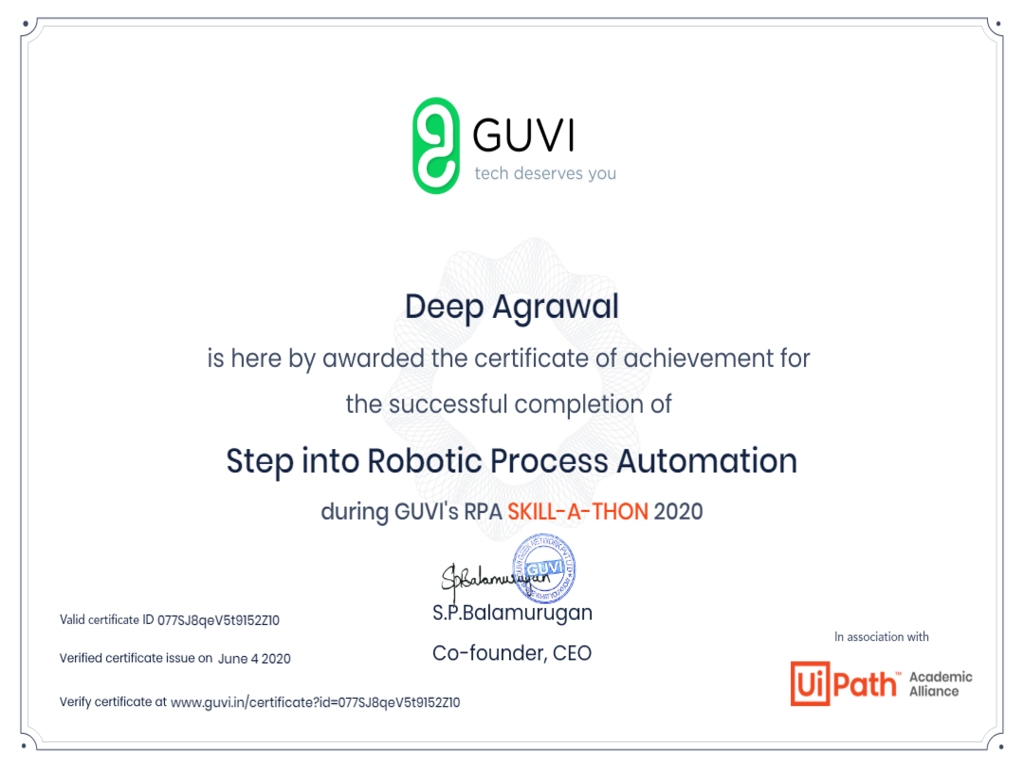 GUVI
tech deserves you
Deep Agrawal
is here by awarded the certificate of achievement for
the successful completion of
Step into Robotic Process Automation
during GUVI's RPA SKILL-A-THON 2020
SPBalamurugan
GUVI
S.P.Balamurugan
Co-founder, CEO
Valid certificate ID 077SJ8qeV5t9152Z10
Verified certificate issue on June 4 2020
Verify certificate at www.guvi.in/certificate?id=077SJ8qeV5t9152Z10
In association with
UiPath™ Academic
Alliance